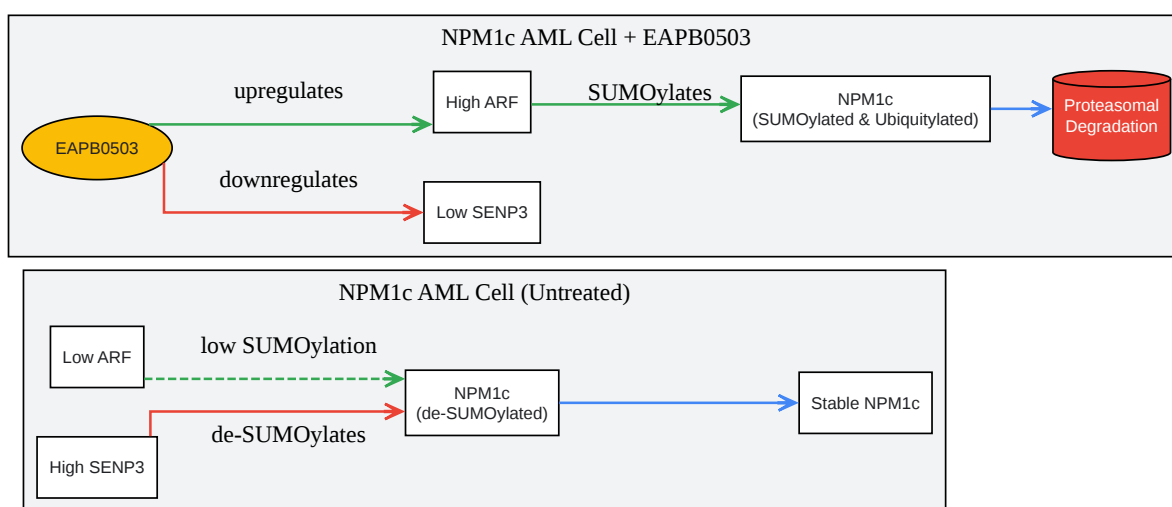 NPM1c AML Cell + EAPB0503
upregulates
High ARF
SUMOylates
NPM1c
(SUMOylated & Ubiquitylated)
Proteasomal
Degradation
EAPB0503
downregulates
Low SENP3
NPM1c AML Cell (Untreated)
Low ARF
low SUMOylation
NPM1c
(de-SUMOylated)
Stable NPM1c
de-SUMOylates
High SENP3